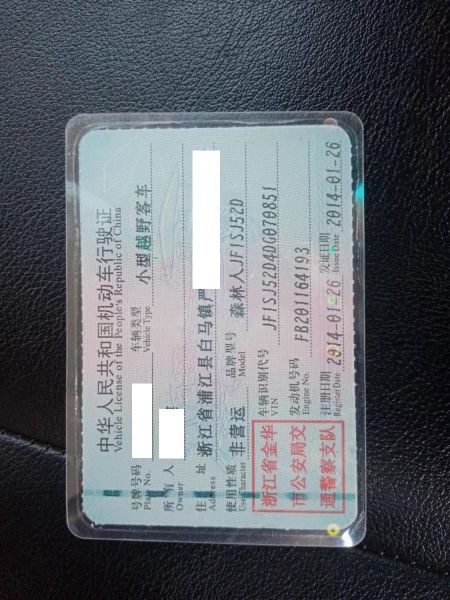 中华人民共和国机动车行驶证
Vehicle License of the People's Republic of China
号牌号码 车辆类型 小型越野客车
Plate No. Vehicle Type
所有人
Owner
住址 浙江省浦江县白马镇严
Address
使用性质 非营运 品牌型号 森林人JF1SJ52D
Use Character Model
浙江省金华
市公安局交
通警察支队
车辆识别代号 JF1SJ52D4DG070851
VIN
发动机号码 FB201164193
Engine No.
注册日期 2014-01-26 发证日期 2014-01-26
Register Date Issue Date